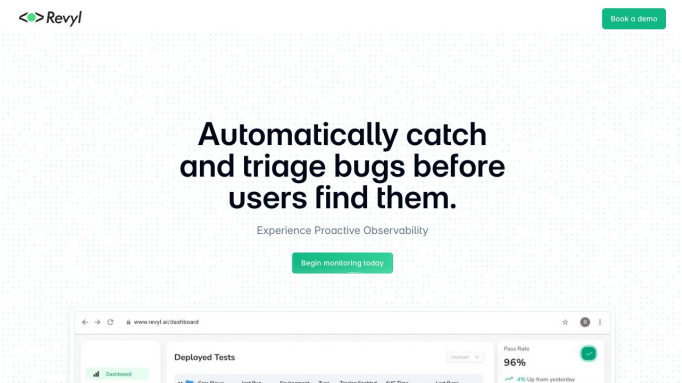 Revyl
Book a demo
Automatically catch
and triage bugs before
users find them.
Experience Proactive Observability
Begin monitoring today
www.revyl.ai/dashboard
Dashboard
Deployed Tests
Deployed
Pass Rate
96%
4% Up from yesterday